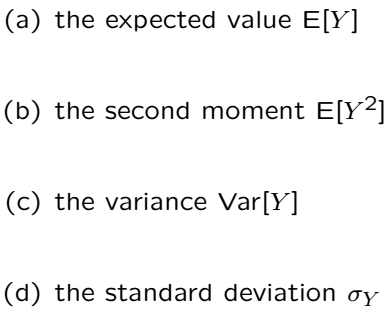 (a) the expected value E[Y]
(b) the second moment E[Y²]
(c) the variance Var[Y]
(d) the standard deviation σ_Y